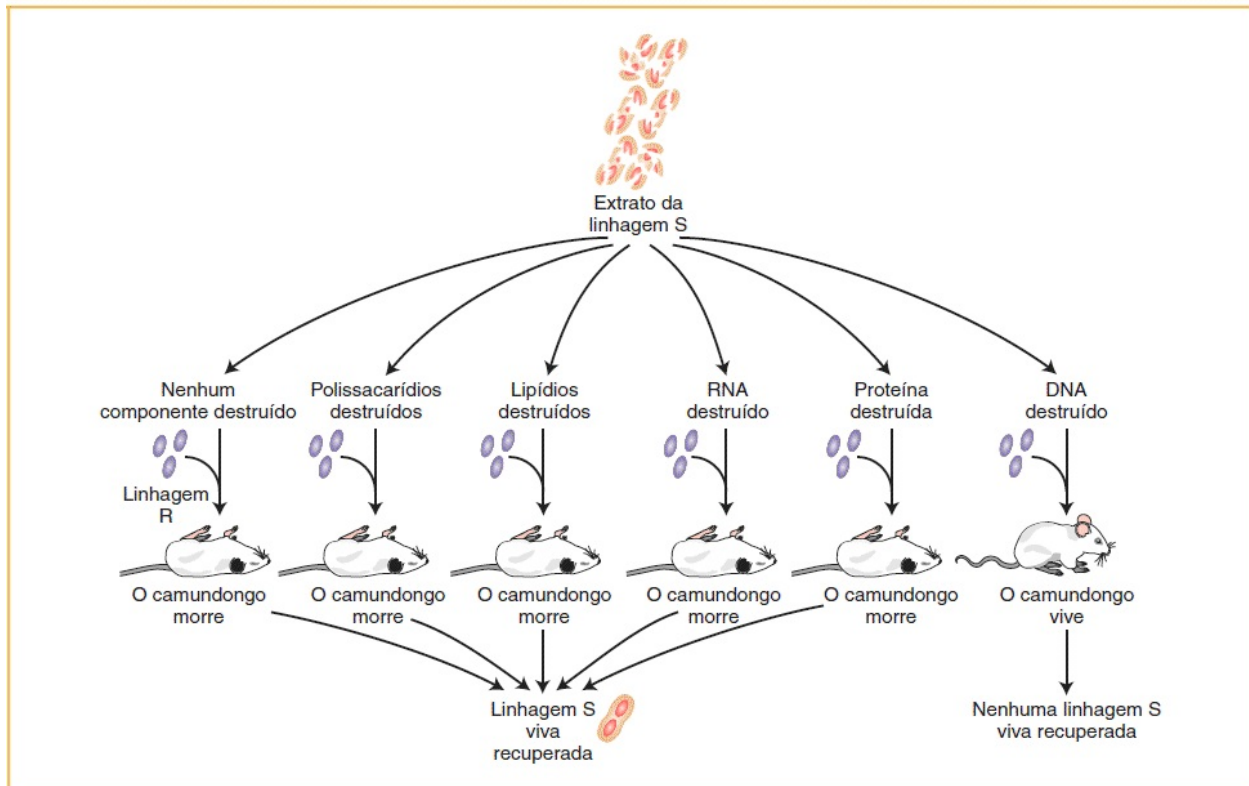 Extrato da
linhagem S
Nenhum
componente destruído
Polissacarídios
destruídos
Lipídios
destruídos
RNA
destruído
Proteína
destruída
DNA
destruído
Linhagem
R
O camundongo
morre
O camundongo
morre
O camundongo
morre
O camundongo
morre
O camundongo
morre
O camundongo
vive
Linhagem S
viva
recuperada
Nenhuma linhagem S
viva recuperada